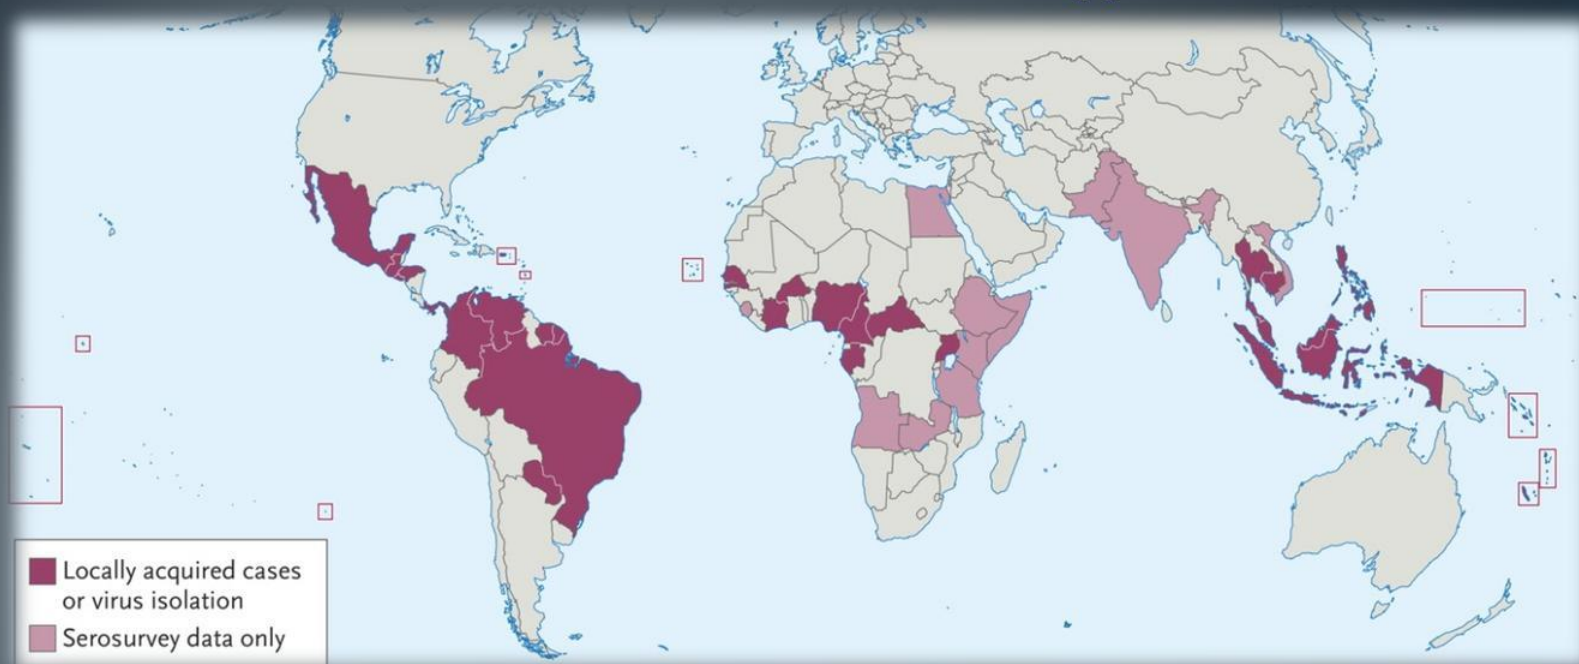 Locally acquired cases
or virus isolation
Serosurvey data only